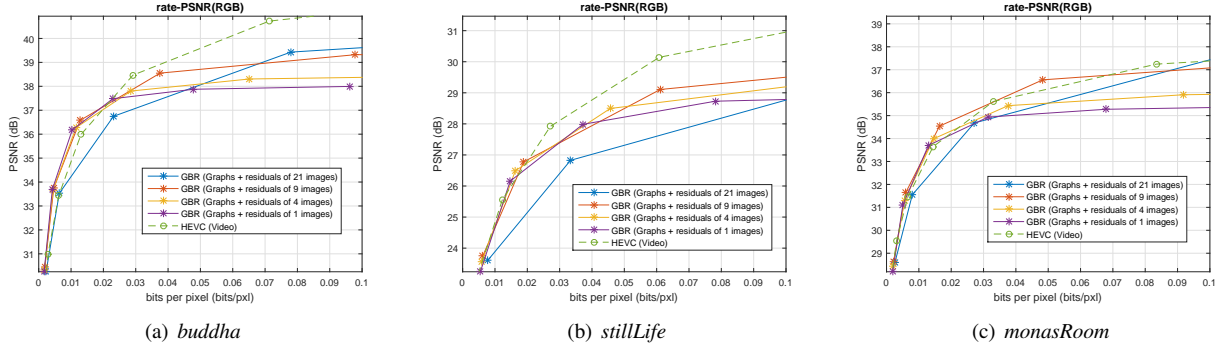 rate-PSNR(RGB)
40
39
38
37
36
35
34
33
32
31
PSNR (dB)
GBR (Graphs + residuals of 21 images)
GBR (Graphs + residuals of 9 images)
GBR (Graphs + residuals of 4 images)
GBR (Graphs + residuals of 1 images)
HEVC (Video)
0 0.01 0.02 0.03 0.04 0.05 0.06 0.07 0.08 0.09 0.1
bits per pixel (bits/pxl)
(a) buddha
rate-PSNR(RGB)
31
30
29
28
27
26
25
24
PSNR (dB)
GBR (Graphs + residuals of 21 images)
GBR (Graphs + residuals of 9 images)
GBR (Graphs + residuals of 4 images)
GBR (Graphs + residuals of 1 images)
HEVC (Video)
0 0.01 0.02 0.03 0.04 0.05 0.06 0.07 0.08 0.09 0.1
bits per pixel (bits/pxl)
(b) stillLife
rate-PSNR(RGB)
39
38
37
36
35
34
33
32
31
30
29
PSNR (dB)
GBR (Graphs + residuals of 21 images)
GBR (Graphs + residuals of 9 images)
GBR (Graphs + residuals of 4 images)
GBR (Graphs + residuals of 1 images)
HEVC (Video)
0 0.01 0.02 0.03 0.04 0.05 0.06 0.07 0.08 0.09 0.1
bits per pixel (bits/pxl)
(c) monasRoom